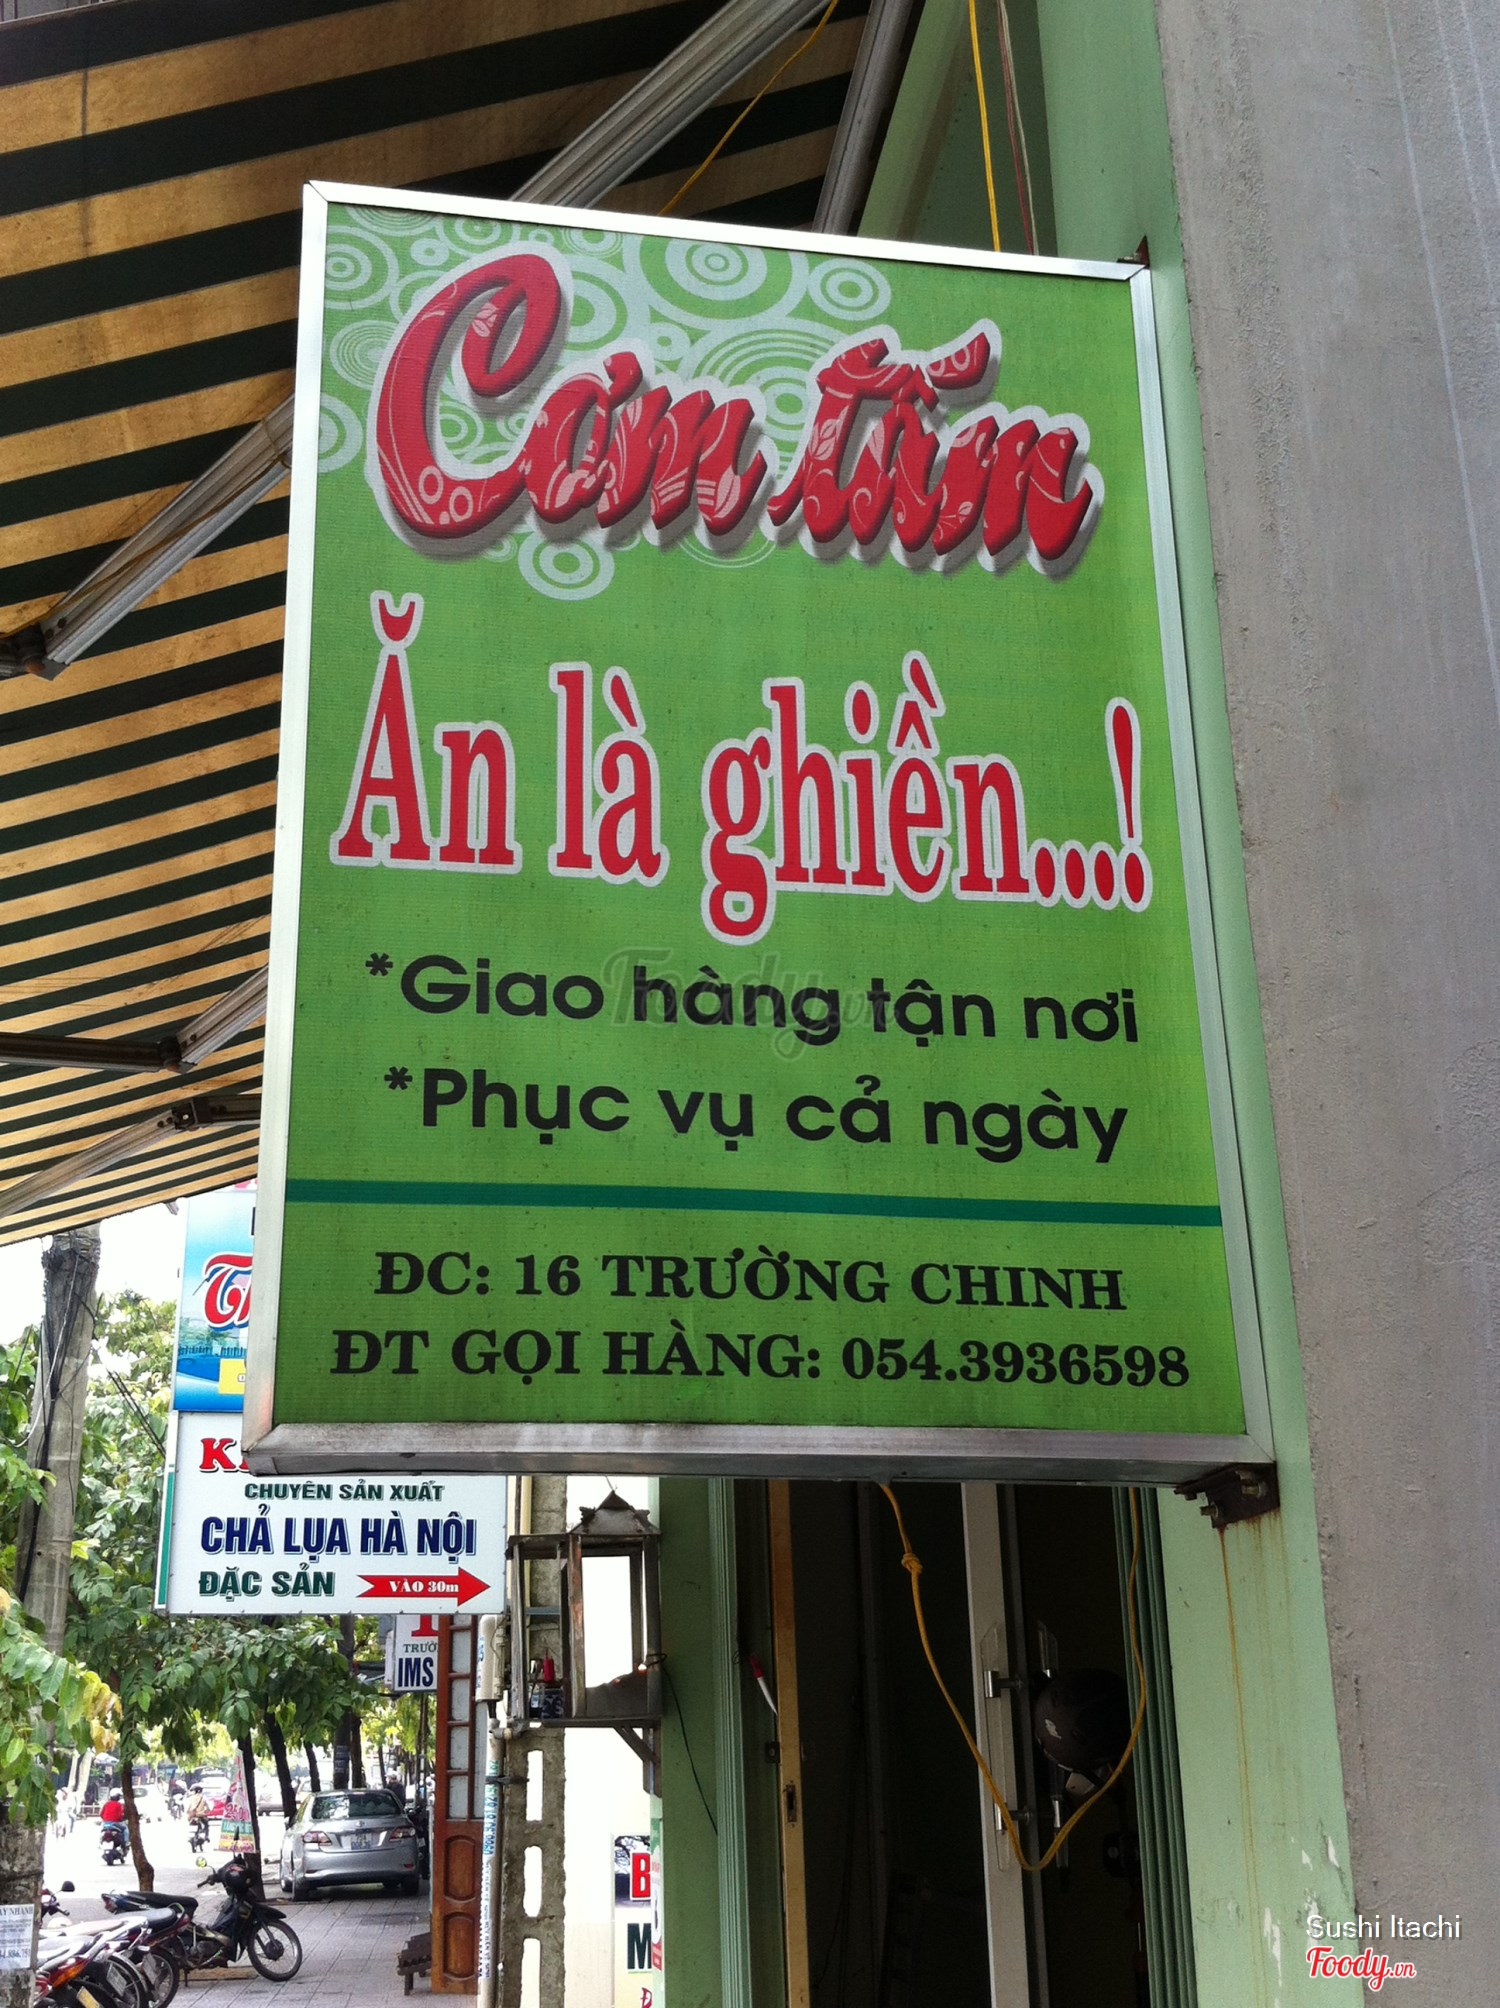 Cơm tấm
Ăn là ghiền...!
*Giao hàng tận nơi
*Phục vụ cả ngày
ĐC: 16 TRƯỜNG CHINH
ĐT GỌI HÀNG: 054.3936598
Foody.vn
CHUYÊN SẢN XUẤT
CHẢ LỤA HÀ NỘI
ĐẶC SẢN
VÀO 30m
IMS
Sushi Itachi
Foody.vn